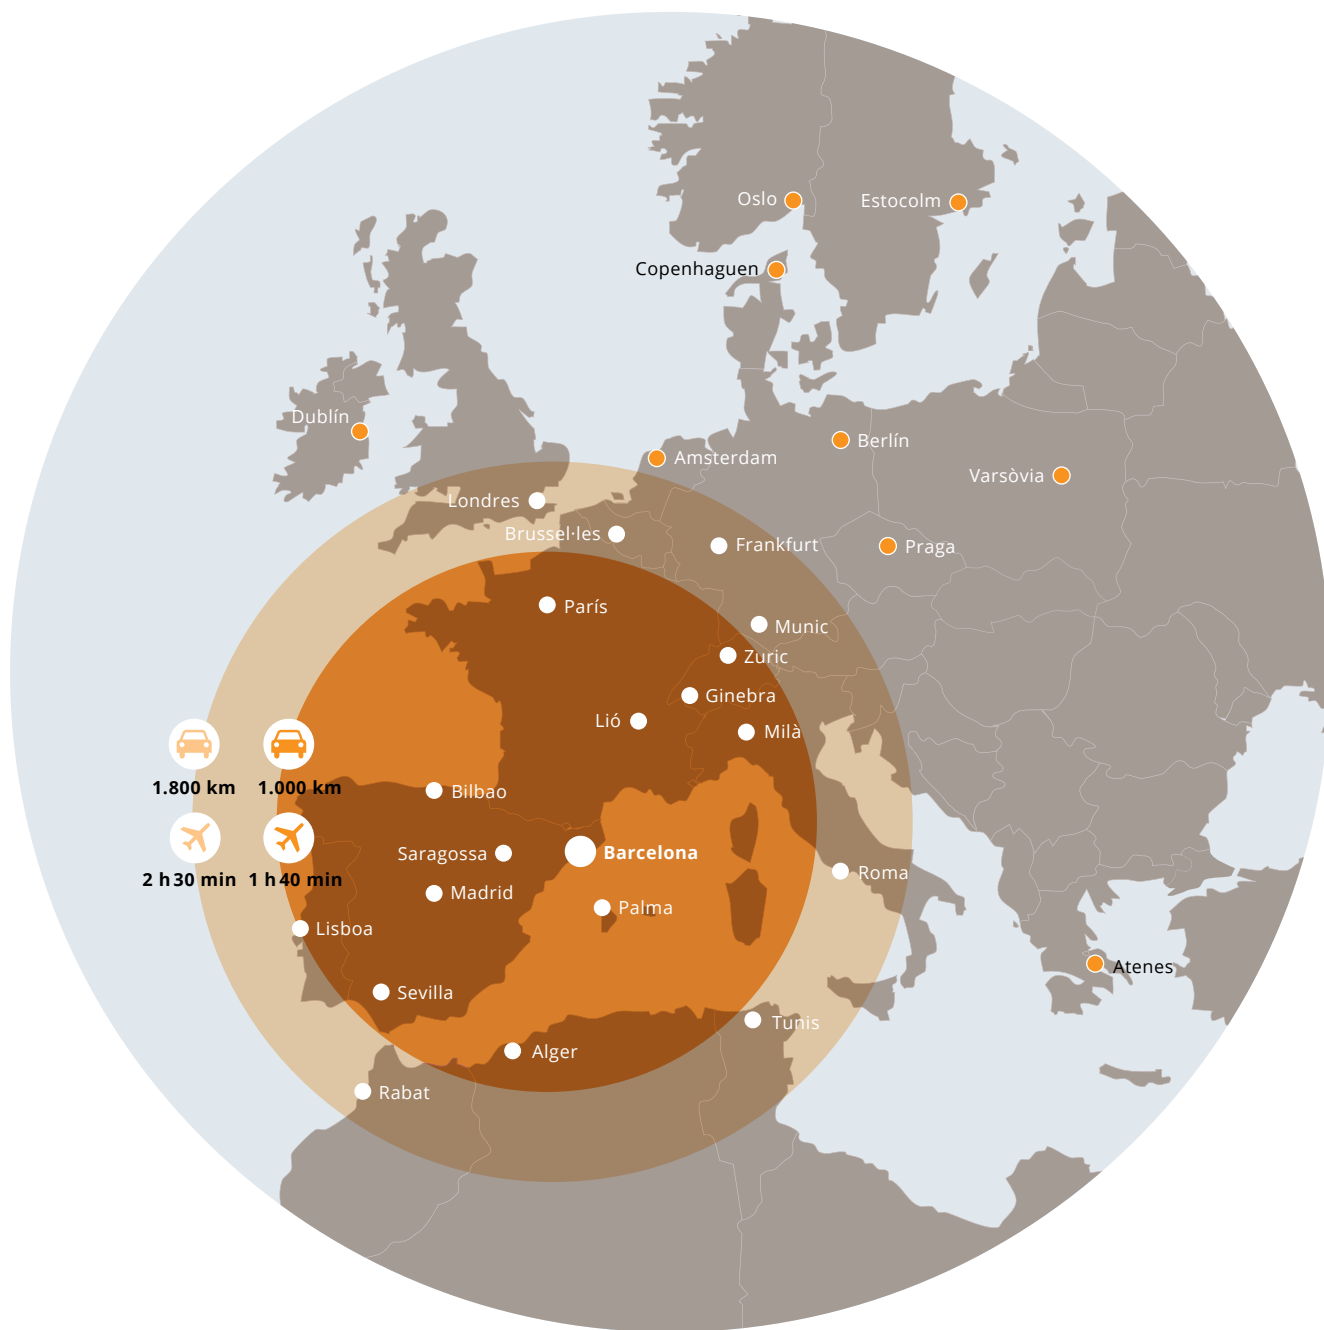 Oslo
Estocolm
Copenhaguen
Dublín
Berlín
Amsterdam
Varsòvia
Londres
Brussel·les
Frankfurt
Praga
París
Munic
Zuric
Ginebra
Lió
Milà
1.800 km
1.000 km
Bilbao
Saragossa
Barcelona
2 h 30 min
1 h 40 min
Roma
Madrid
Palma
Lisboa
Atenes
Sevilla
Tunis
Alger
Rabat